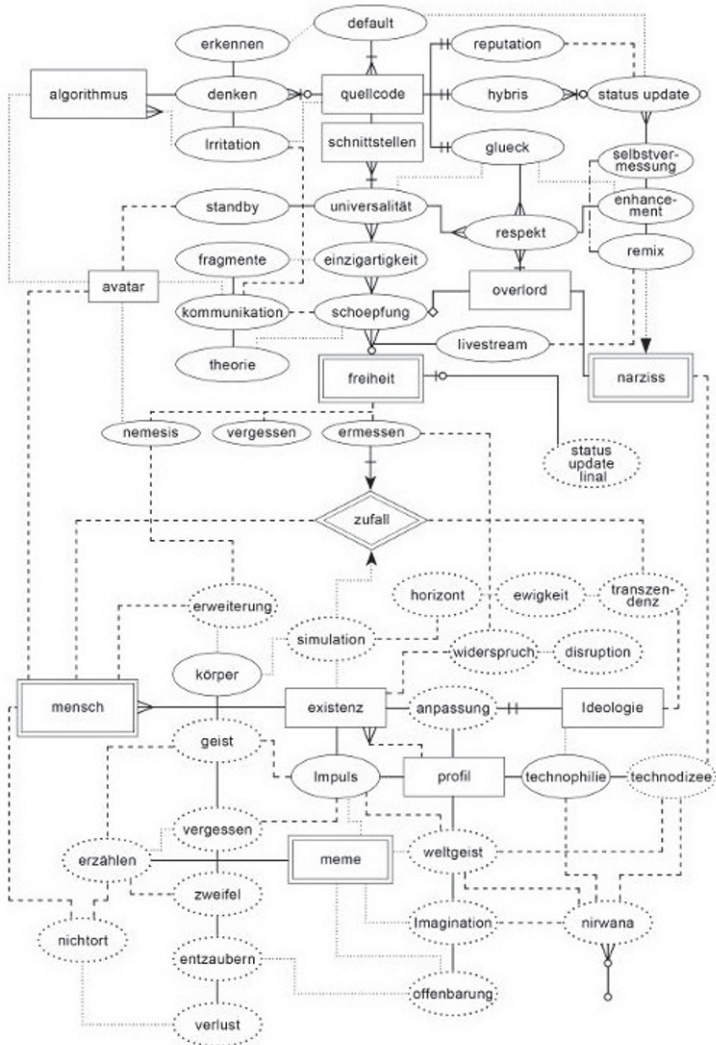 default
erkennen
reputation
algorithmus
denken
quellcode
hybris
status update
Irritation
schnittstellen
glueck
selbstver-
messung
standby
universalität
enhance-
ment
respekt
fragmente
einzigartigkeit
remix
avatar
overlord
kommunikation
schoepfung
livestream
theorie
freiheit
narziss
nemesis
vergessen
ermessen
status
update
linal
zufall
horizont
ewigkeit
transzen-
denz
erweiterung
simulation
widerspruch
disruption
körper
mensch
existenz
anpassung
Ideologie
geist
Impuls
profil
technophilie
technodizee
vergessen
erzählen
meme
weltgeist
zweifel
Imagination
nirwana
nichtort
entzaubern
offenbarung
verlust